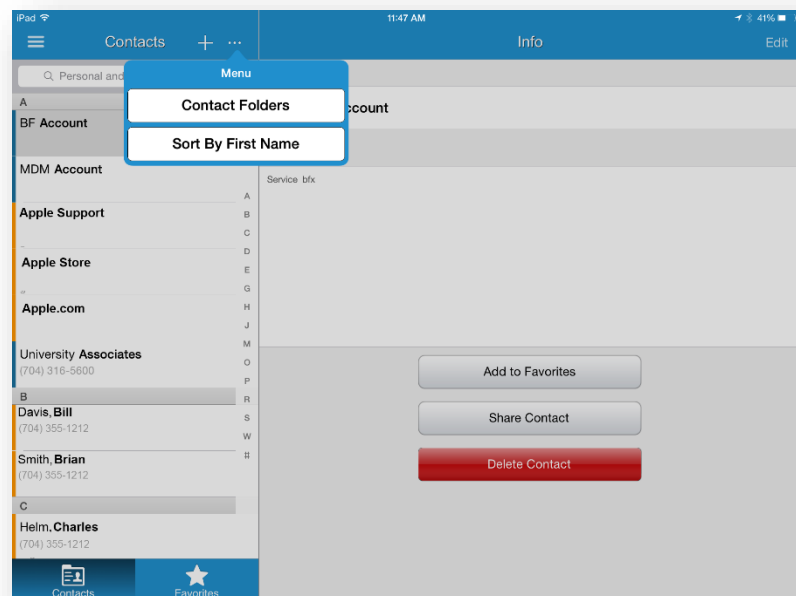 iPad
11:47 AM
41%
Contacts + ...
Info
Edit
Personal and
Menu
Contact Folders
Sort By First Name
A
BF Account
MDM Account
Apple Support
Apple Store
Apple.com
University Associates
(704) 316-5600
B
Davis, Bill
(704) 355-1212
Smith, Brian
(704) 355-1212
C
Helm, Charles
(704) 355-1212
A
B
C
D
E
G
H
J
M
O
P
R
S
W
#
ccount
Service bfx
Add to Favorites
Share Contact
Delete Contact
Contacts
Favorites